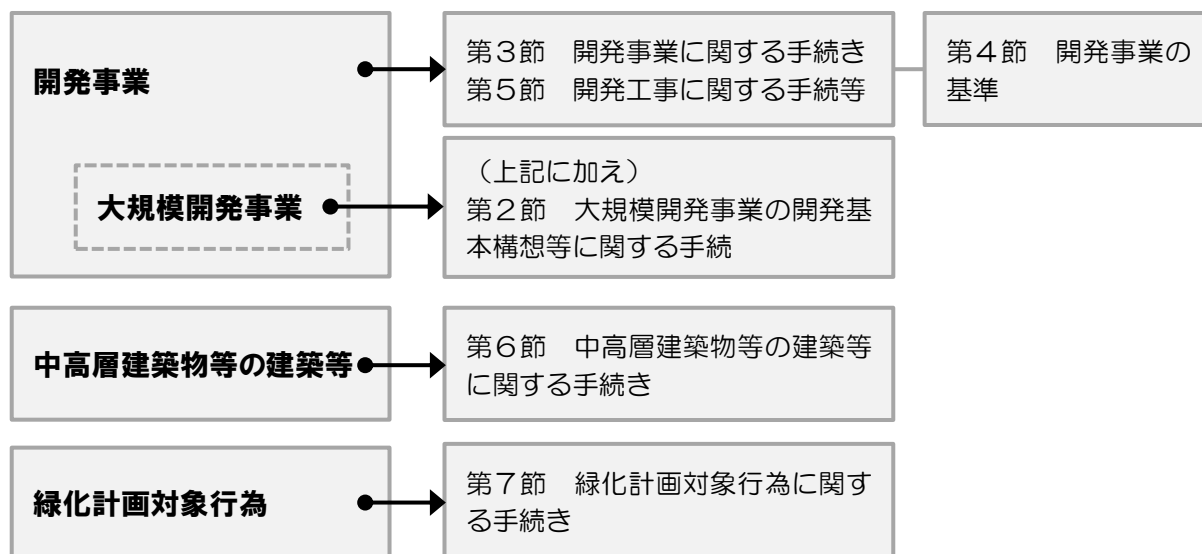 開発事業
第３節　開発事業に関する手続き
第５節　開発工事に関する手続等
第４節　開発事業の
基準
大規模開発事業
（上記に加え）
第２節　大規模開発事業の開発基
本構想等に関する手続
中高層建築物等の建築等
第６節　中高層建築物等の建築等
に関する手続き
緑化計画対象行為
第７節　緑化計画対象行為に関す
る手続き